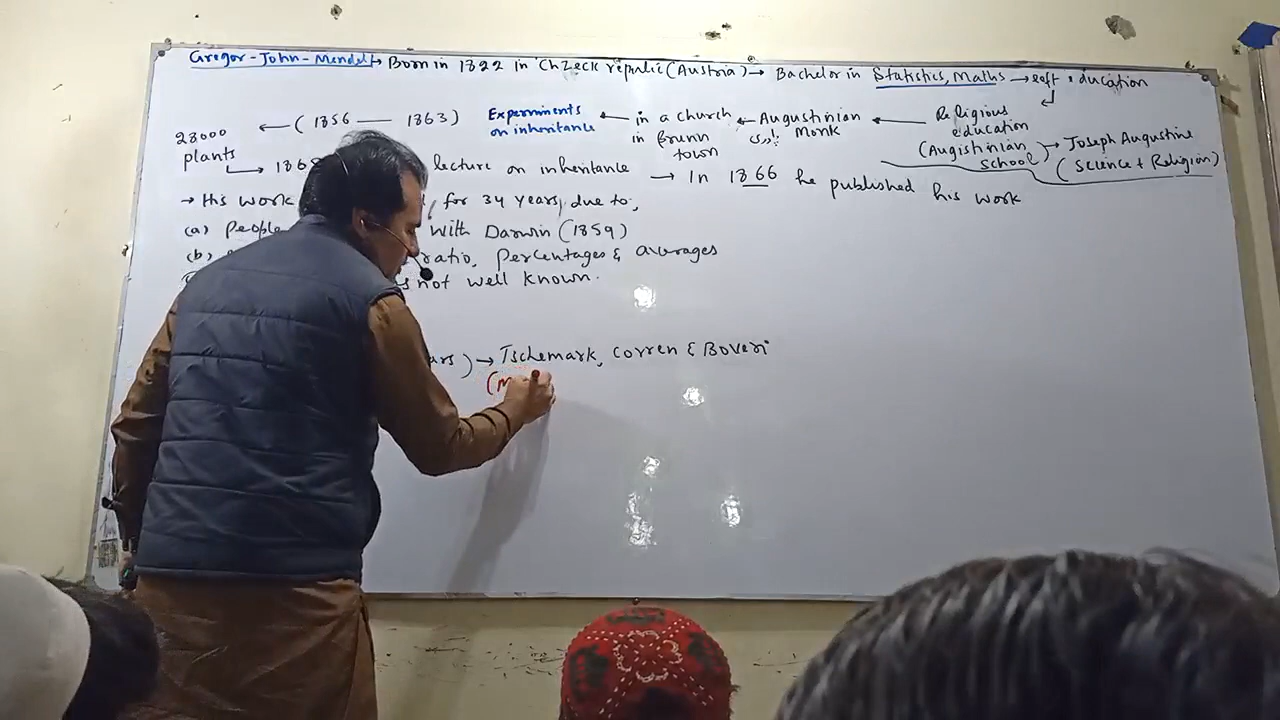 Gregor-John-Mendel → Born in 1822 in Chzeck republic (Austria) → Bachelor in Statistics, Maths → left education
Religious education (Augistinian school) → Joseph Augustine (Science + Religion)
28000 plants ← (1856 — 1863) Experminents on inheritance ← in a church in Brunn town ← Augustinian Monk ←
→ 186 lecture on inheritance → In 1866 he published his work
→ His work for 34 years due to,
(a) People with Darwin (1859)
(b) ratio, Percentages & averages
not well known.
) → Tschemark, Corren & Boveri
(m